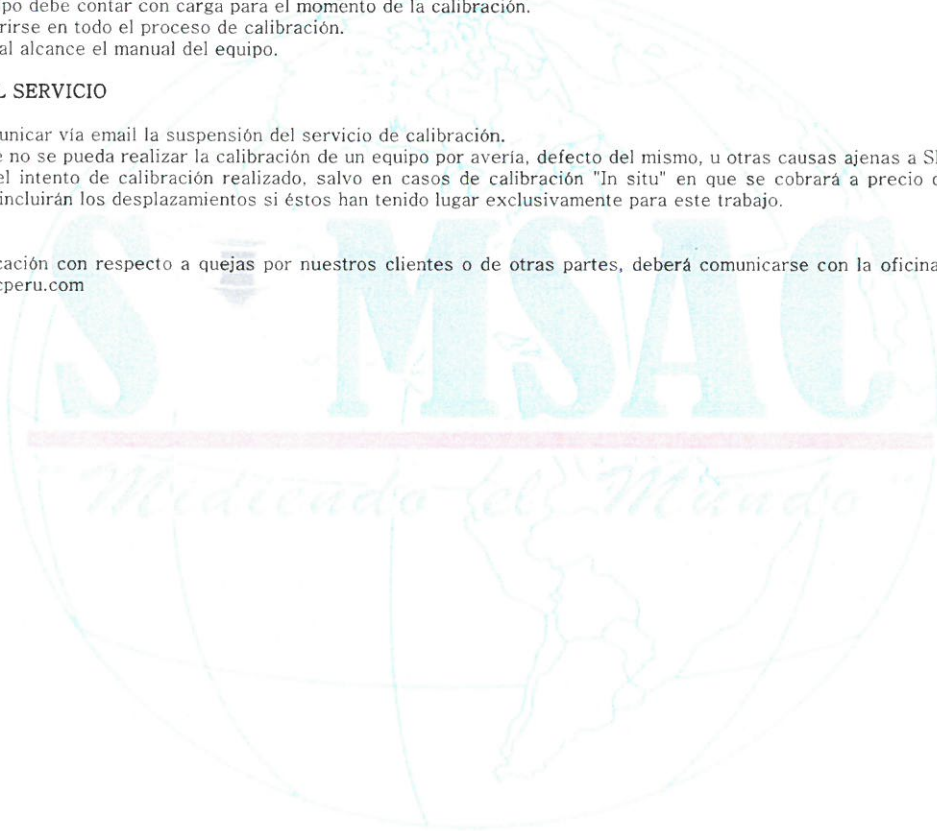 po debe contar con carga para el momento de la calibración.
rirse en todo el proceso de calibración.
al alcance el manual del equipo.
L SERVICIO
unicar vía email la suspensión del servicio de calibración.
e no se pueda realizar la calibración de un equipo por avería, defecto del mismo, u otras causas ajenas a SI
el intento de calibración realizado, salvo en casos de calibración "In situ" en que se cobrará a precio d
incluirán los desplazamientos si éstos han tenido lugar exclusivamente para este trabajo.
cación con respecto a quejas por nuestros clientes o de otras partes, deberá comunicarse con la oficina
cperu.com
S MSAC
"Midiendo el Mundo"